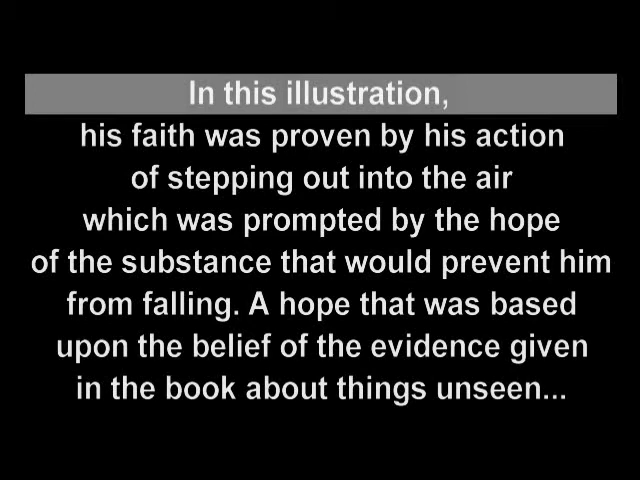 In this illustration,
his faith was proven by his action
of stepping out into the air
which was prompted by the hope
of the substance that would prevent him
from falling. A hope that was based
upon the belief of the evidence given
in the book about things unseen...